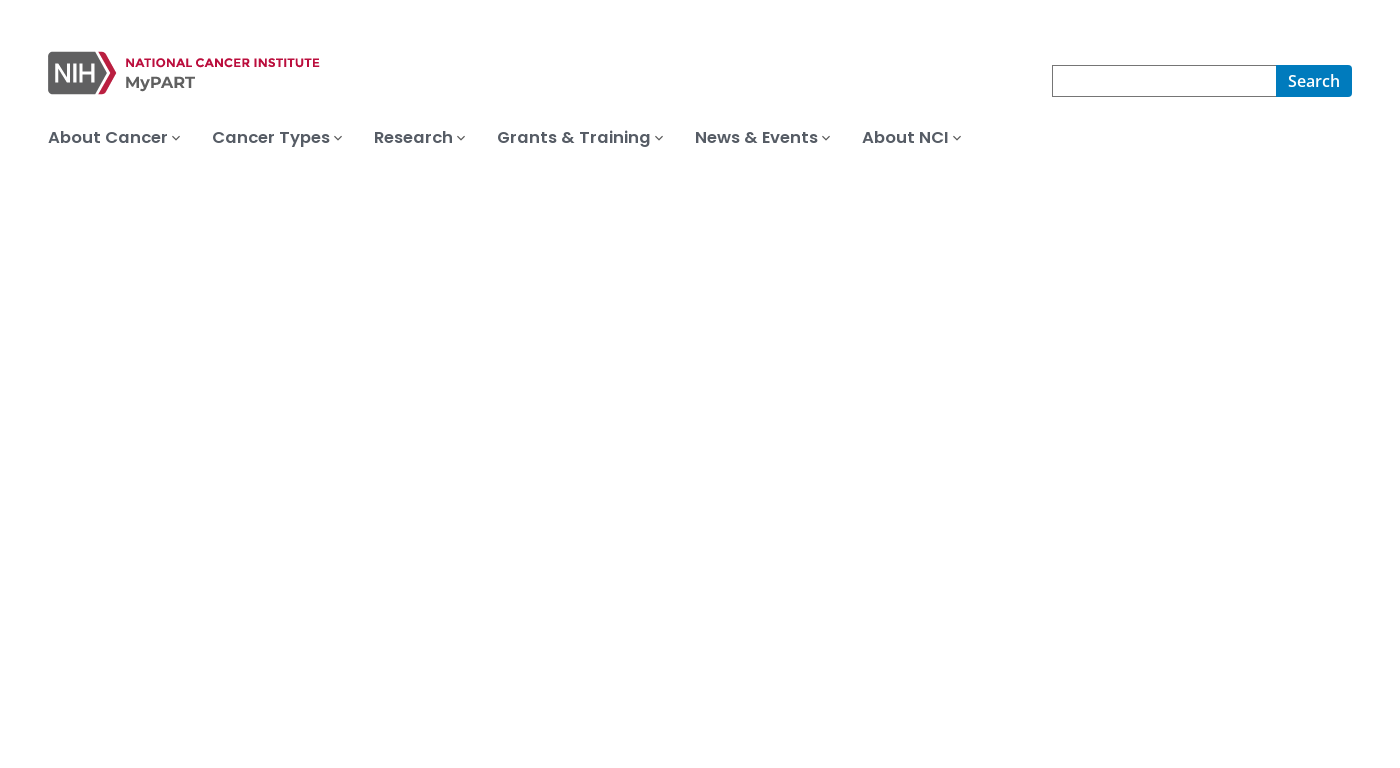 NIH
NATIONAL CANCER INSTITUTE
MyPART
Search
About Cancer
Cancer Types
Research
Grants & Training
News & Events
About NCI